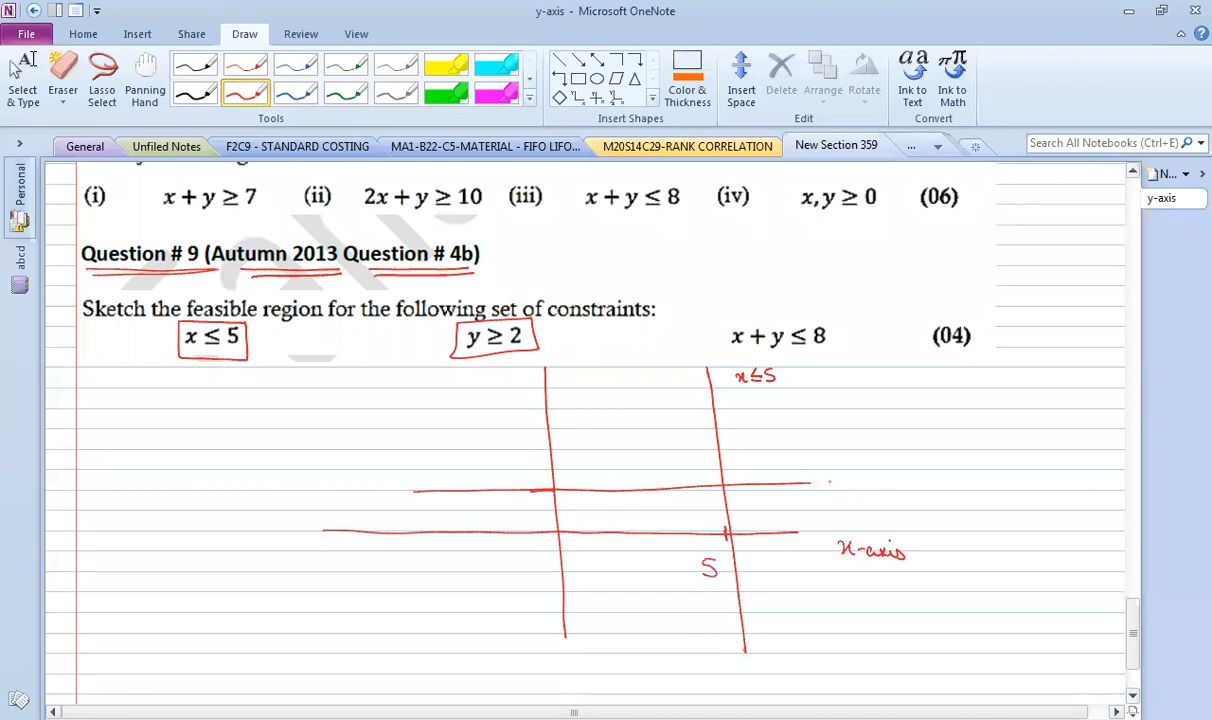 y-axis - Microsoft OneNote
File Home Insert Share Draw Review View
Select & Type
Eraser
Lasso Select
Panning Hand
Color & Thickness
Insert Space
Delete
Arrange
Rotate
Ink to Text
Ink to Math
Tools
Insert Shapes
Edit
Convert
General Unfiled Notes F2C9 - STANDARD COSTING MA1-B22-C5-MATERIAL - FIFO LIFO... M20S14C29-RANK CORRELATION New Section 359 ... Search All Notebooks (Ctrl+E)
Personal
abcd
N...
y-axis
(i) x + y ≥ 7 (ii) 2x + y ≥ 10 (iii) x + y ≤ 8 (iv) x, y ≥ 0 (06)
Question # 9 (Autumn 2013 Question # 4b)
Sketch the feasible region for the following set of constraints:
x ≤ 5 y ≥ 2 x + y ≤ 8 (04)
x≤5
x-axis
5